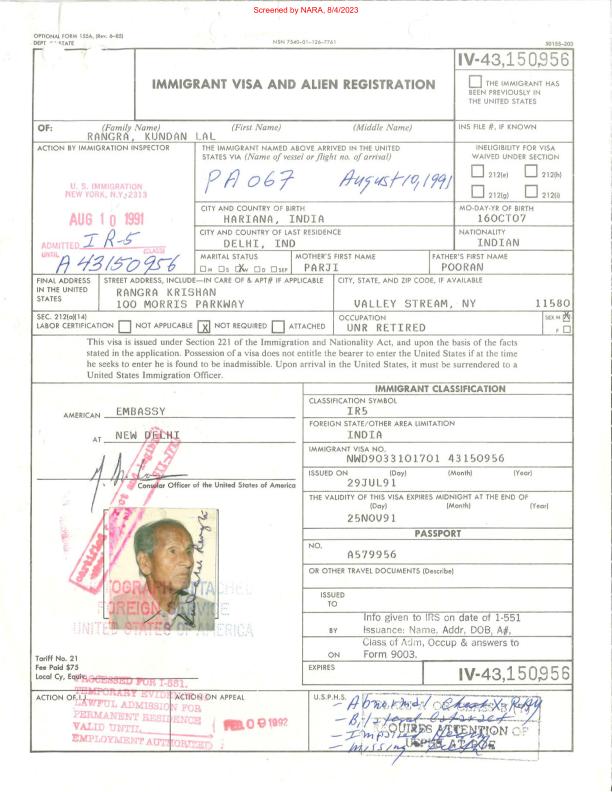 Screened by NARA, 8/4/2023
OPTIONAL FORM 155A, (Rev. 6-85)
DEPT STATE
NSN 7540-01-126-7761
50155-203
IV-43,150,956
IMMIGRANT VISA AND ALIEN REGISTRATION
THE IMMIGRANT HAS
BEEN PREVIOUSLY IN
THE UNITED STATES
OF: (Family Name) (First Name) (Middle Name)
RANGRA, KUNDAN LAL
INS FILE #, IF KNOWN
ACTION BY IMMIGRATION INSPECTOR
U. S. IMMIGRATION
NEW YORK, N.Y. 2313
AUG 10 1991
ADMITTED IR-5
UNTIL (CLASS)
A 43150956
THE IMMIGRANT NAMED ABOVE ARRIVED IN THE UNITED
STATES VIA (Name of vessel or flight no. of arrival)
PA 067 August 10, 1991
INELIGIBILITY FOR VISA
WAIVED UNDER SECTION
212(e) 212(h)
212(g) 212(i)
CITY AND COUNTRY OF BIRTH
HARIANA, INDIA
MO-DAY-YR OF BIRTH
16OCT07
CITY AND COUNTRY OF LAST RESIDENCE
DELHI, IND
NATIONALITY
INDIAN
MARITAL STATUS
M S X W D SEP
MOTHER'S FIRST NAME
PARJI
FATHER'S FIRST NAME
POORAN
FINAL ADDRESS
IN THE UNITED
STATES
STREET ADDRESS, INCLUDE—IN CARE OF & APT# IF APPLICABLE
RANGRA KRISHAN
100 MORRIS PARKWAY
CITY, STATE, AND ZIP CODE, IF AVAILABLE
VALLEY STREAM, NY 11580
SEC. 212(a)(14)
LABOR CERTIFICATION NOT APPLICABLE X NOT REQUIRED ATTACHED
OCCUPATION
UNR RETIRED
SEX M X
F
This visa is issued under Section 221 of the Immigration and Nationality Act, and upon the basis of the facts
stated in the application. Possession of a visa does not entitle the bearer to enter the United States if at the time
he seeks to enter he is found to be inadmissible. Upon arrival in the United States, it must be surrendered to a
United States Immigration Officer.
IMMIGRANT CLASSIFICATION
CLASSIFICATION SYMBOL
IR5
FOREIGN STATE/OTHER AREA LIMITATION
INDIA
AMERICAN EMBASSY
AT NEW DELHI
Consular Officer of the United States of America
IMMIGRANT VISA NO.
NWD9033101701 43150956
ISSUED ON (Day) (Month) (Year)
29JUL91
THE VALIDITY OF THIS VISA EXPIRES MIDNIGHT AT THE END OF
(Day) (Month) (Year)
25NOV91
PASSPORT
NO.
A579956
OR OTHER TRAVEL DOCUMENTS (Describe)
ISSUED
TO
BY
ON
Info given to IRS on date of 1-551
Issuance: Name, Addr, DOB, A#,
Class of Adm, Occup & answers to
Form 9003.
EXPIRES
IV-43,150,956
PHOTOGRAPH ATTACHED
FOREIGN SERVICE
UNITED STATES OF AMERICA
Tariff No. 21
Fee Paid $75
Local Cy, Equiv.
ACTION OF I.J.
ACTION ON APPEAL
PROCESSED FOR I-551.
TEMPORARY EVIDENCE OF
LAWFUL ADMISSION FOR
PERMANENT RESIDENCE
VALID UNTIL
EMPLOYMENT AUTHORIZED
FEB 09 1992
U.S.P.H.S.
- Abnormal Chest X-Ray
- Bilateral Cataract
- Impaired Hearing
- Missing
ATTENTION OF
USPHS AT POE